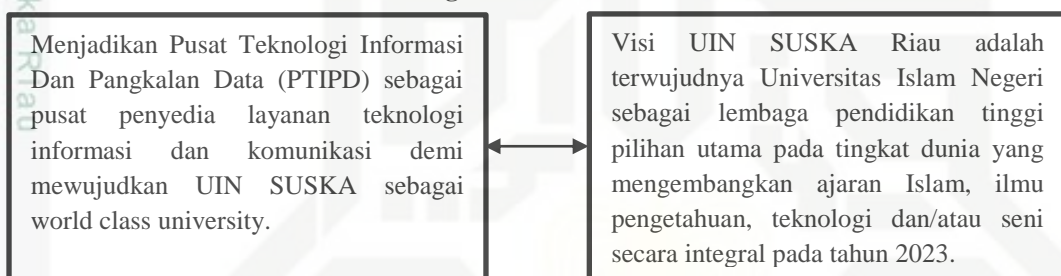 Menjadikan Pusat Teknologi Informasi
Dan Pangkalan Data (PTIPD) sebagai
pusat penyedia layanan teknologi
informasi dan komunikasi demi
mewujudkan UIN SUSKA sebagai
world class university.
Visi UIN SUSKA Riau adalah
terwujudnya Universitas Islam Negeri
sebagai lembaga pendidikan tinggi
pilihan utama pada tingkat dunia yang
mengembangkan ajaran Islam, ilmu
pengetahuan, teknologi dan/atau seni
secara integral pada tahun 2023.
ka Riau